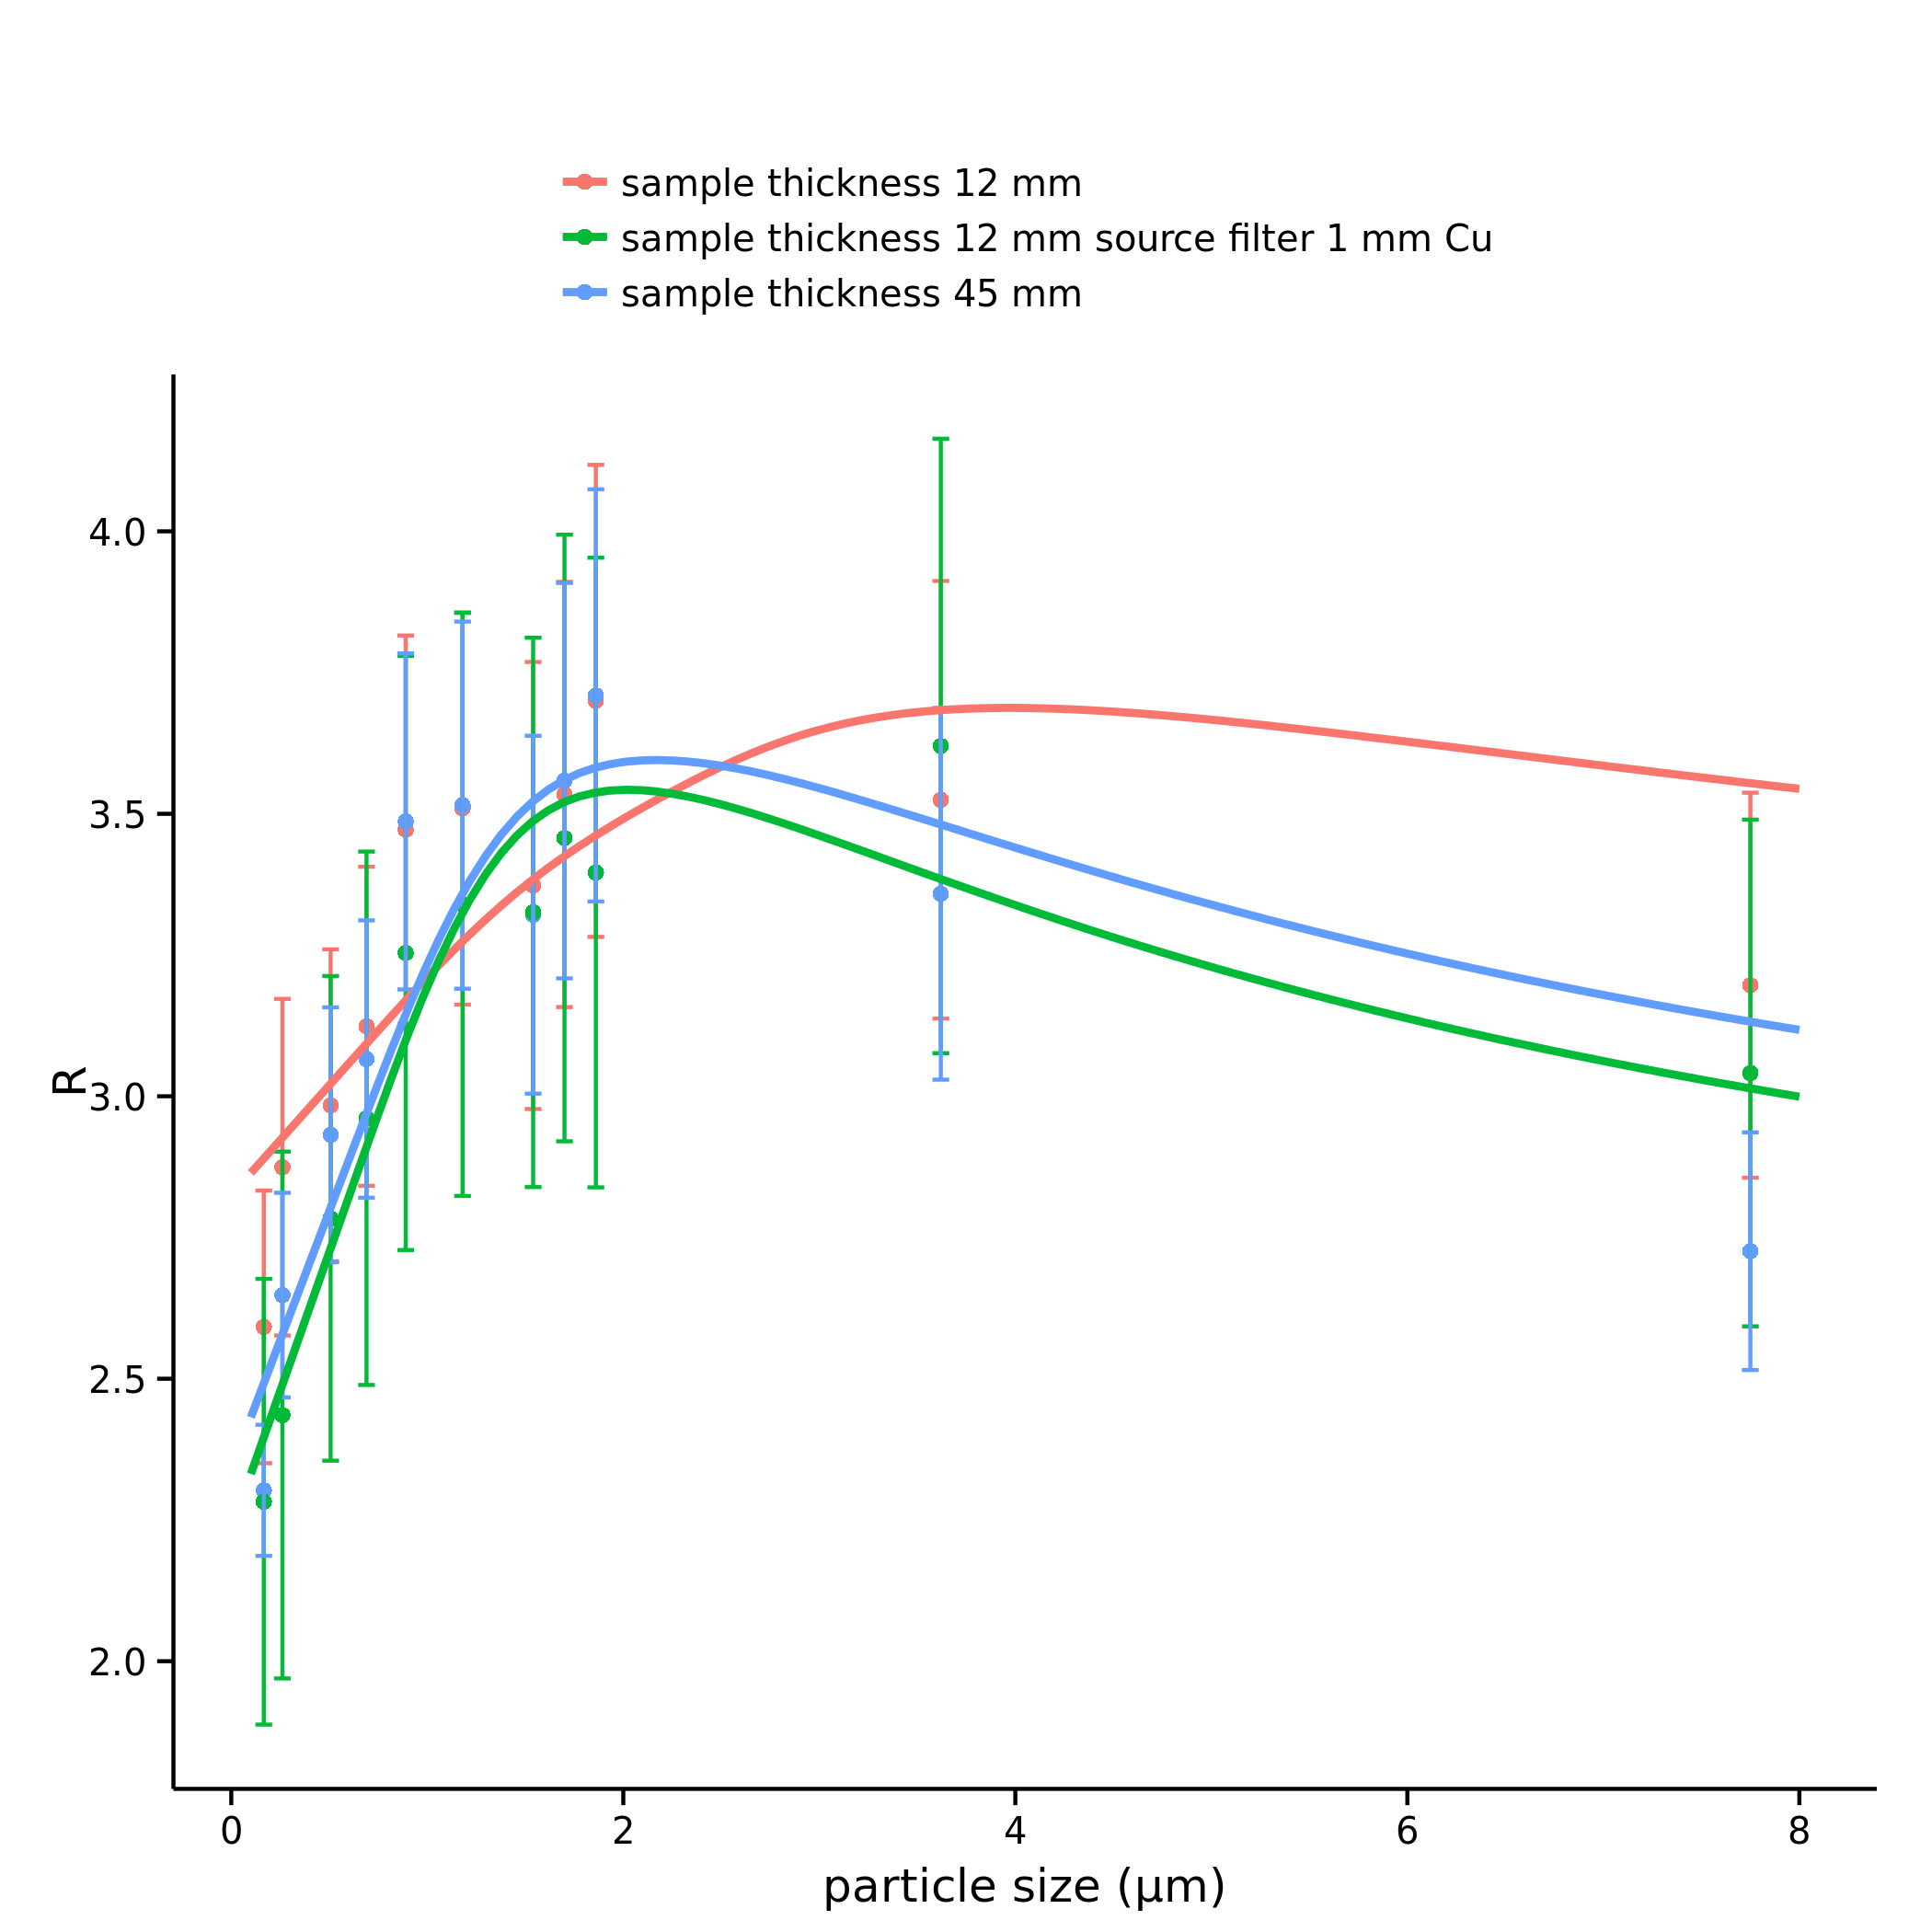 sample thickness 12 mm
sample thickness 12 mm source filter 1 mm Cu
sample thickness 45 mm
4.0
3.5
3.0
2.5
2.0
R
0 2 4 6 8
particle size (µm)